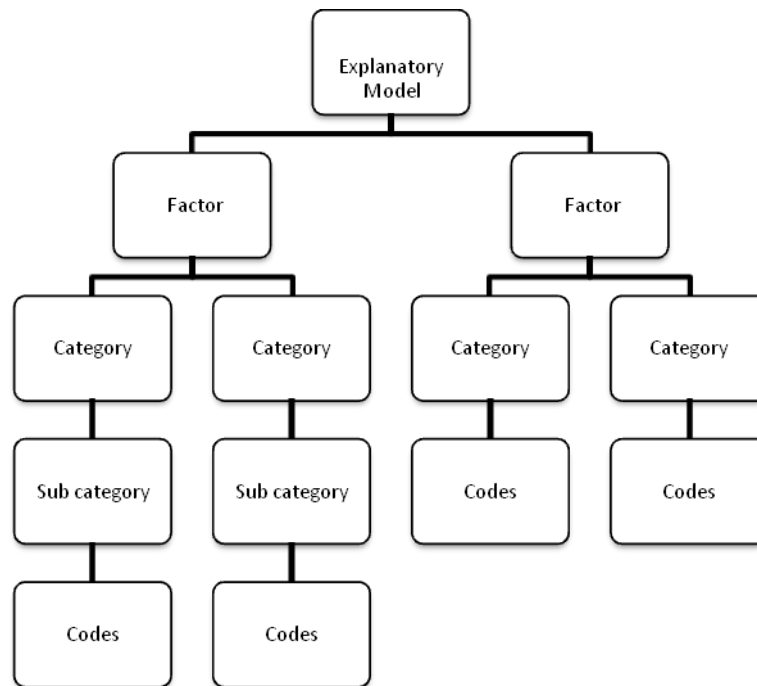 Explanatory
Model
Factor
Factor
Category
Category
Category
Category
Sub category
Sub category
Codes
Codes
Codes
Codes